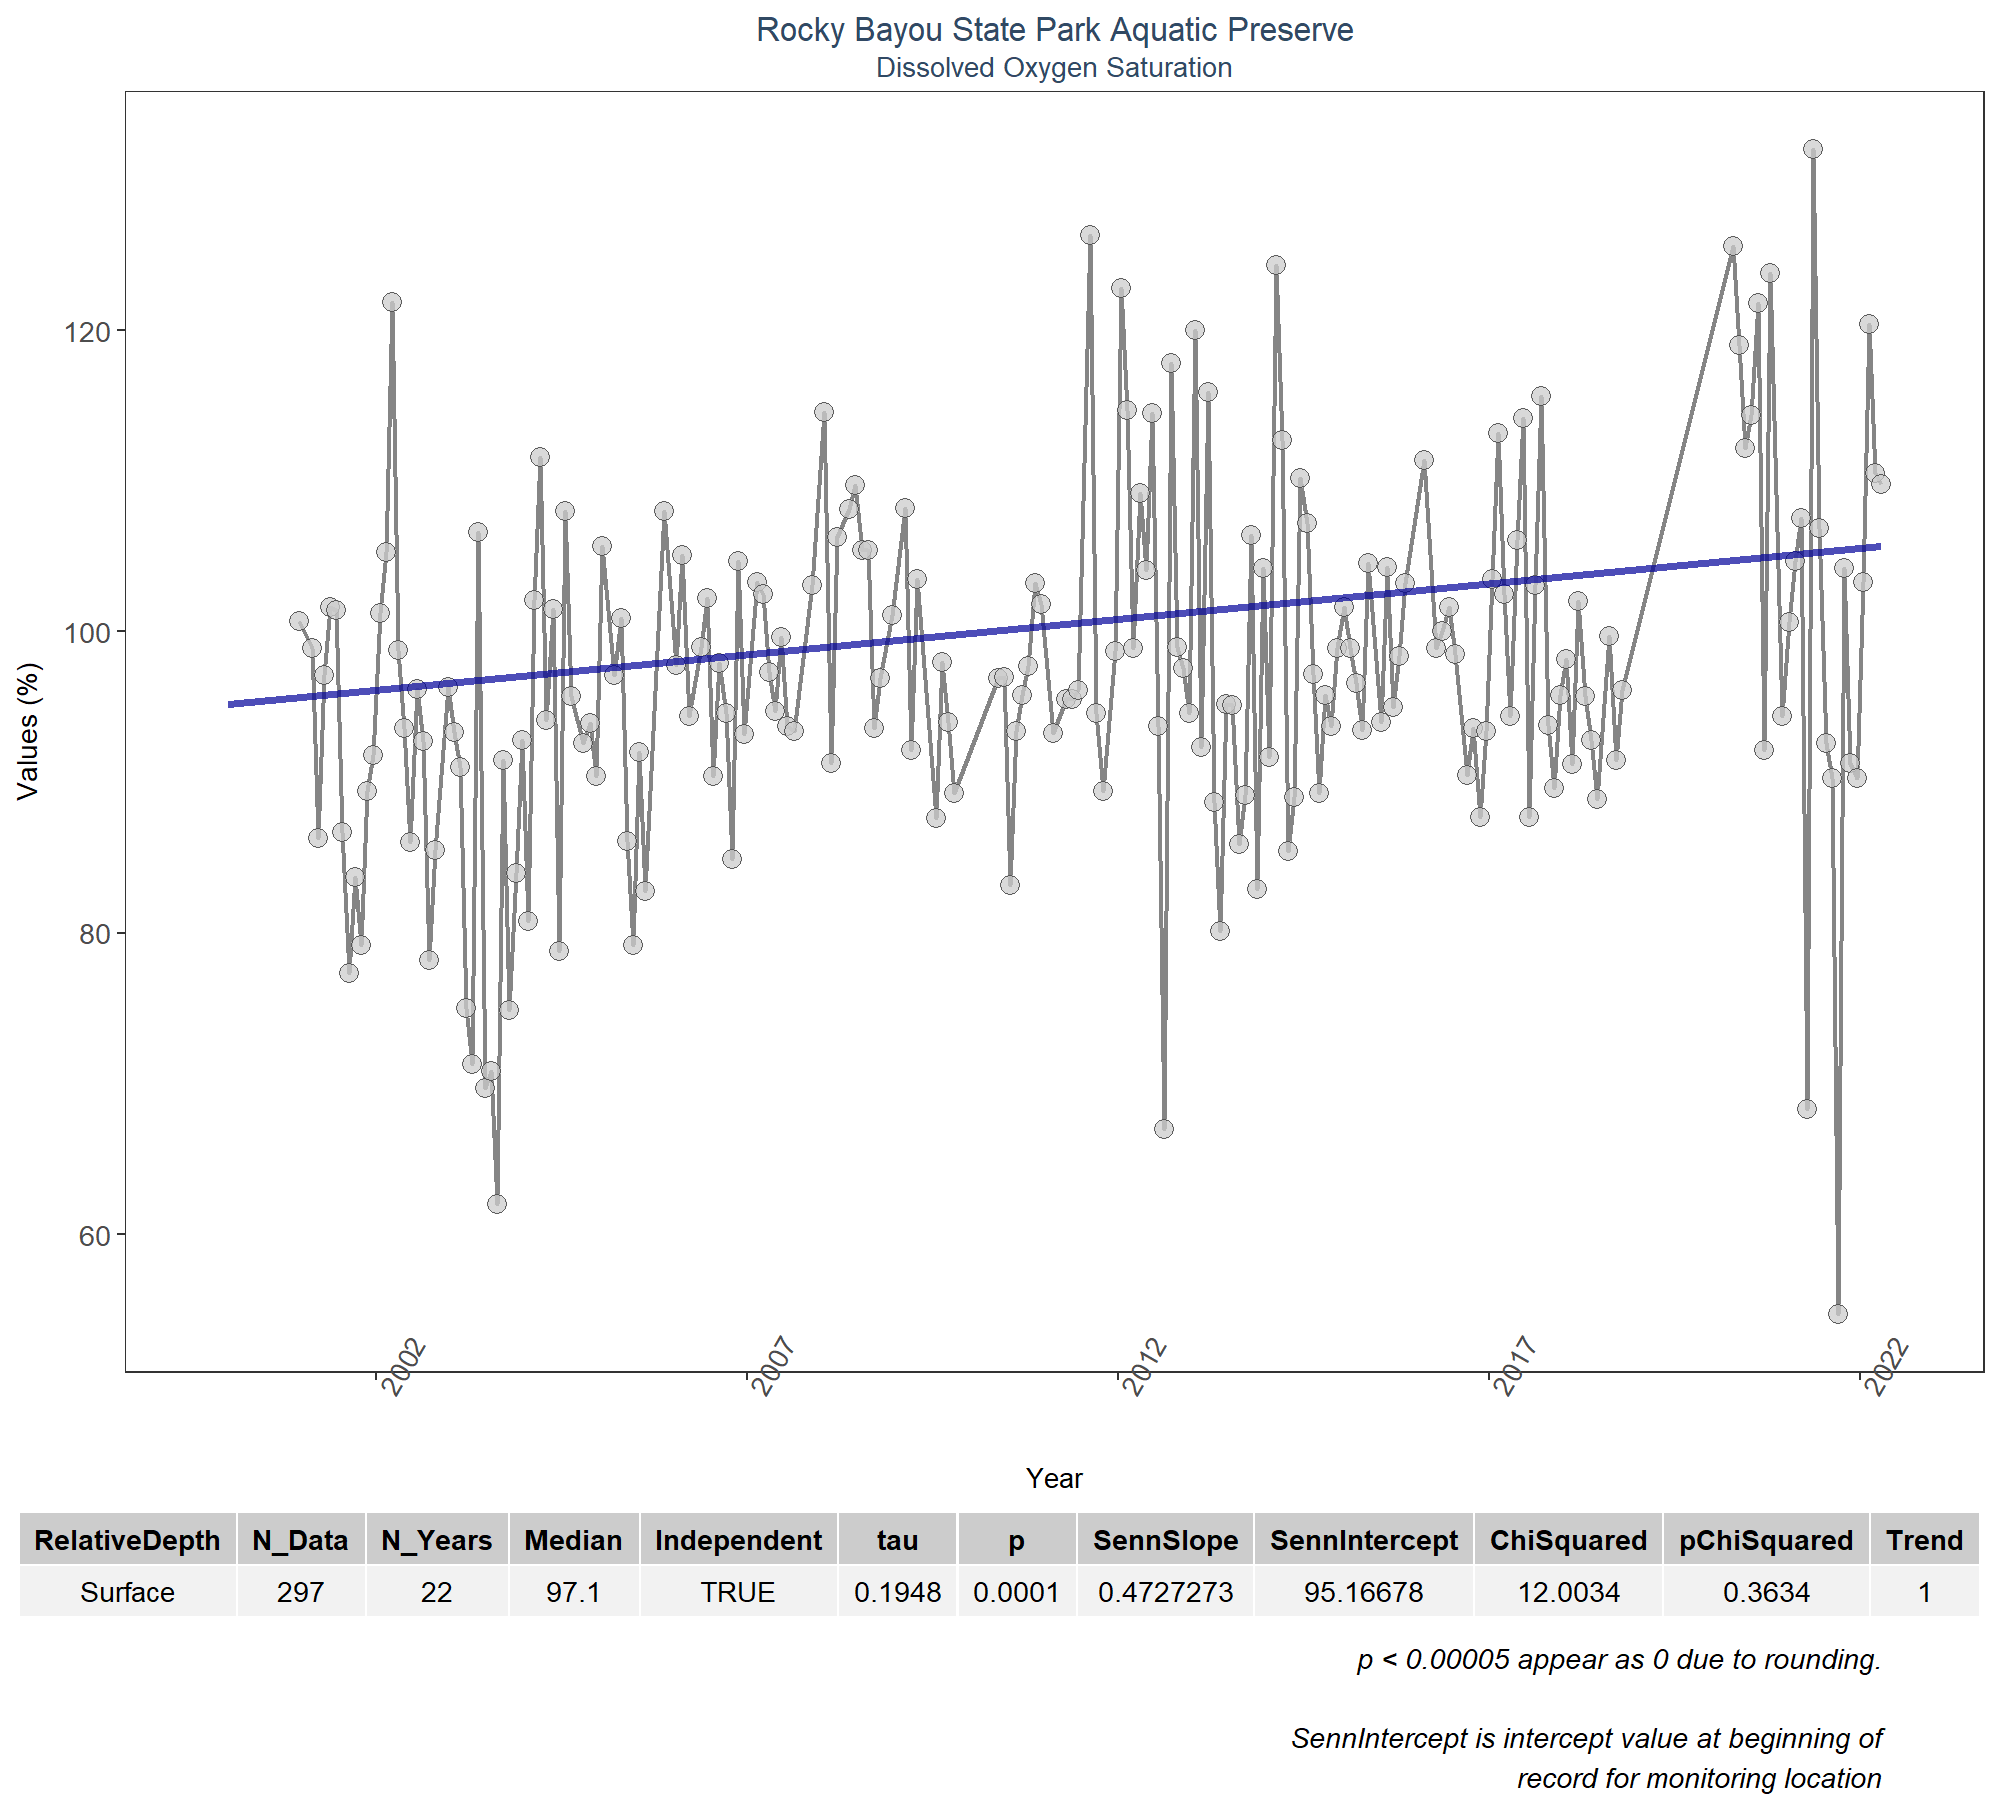 Rocky Bayou State Park Aquatic Preserve
Dissolved Oxygen Saturation
Values (%)
120
100
80
60
2002 2007 2012 2017 2022
Year
RelativeDepth N_Data N_Years Median Independent tau p SennSlope SennIntercept ChiSquared pChiSquared Trend
Surface 297 22 97.1 TRUE 0.1948 0.0001 0.4727273 95.16678 12.0034 0.3634 1
p < 0.00005 appear as 0 due to rounding.
SennIntercept is intercept value at beginning of
record for monitoring location